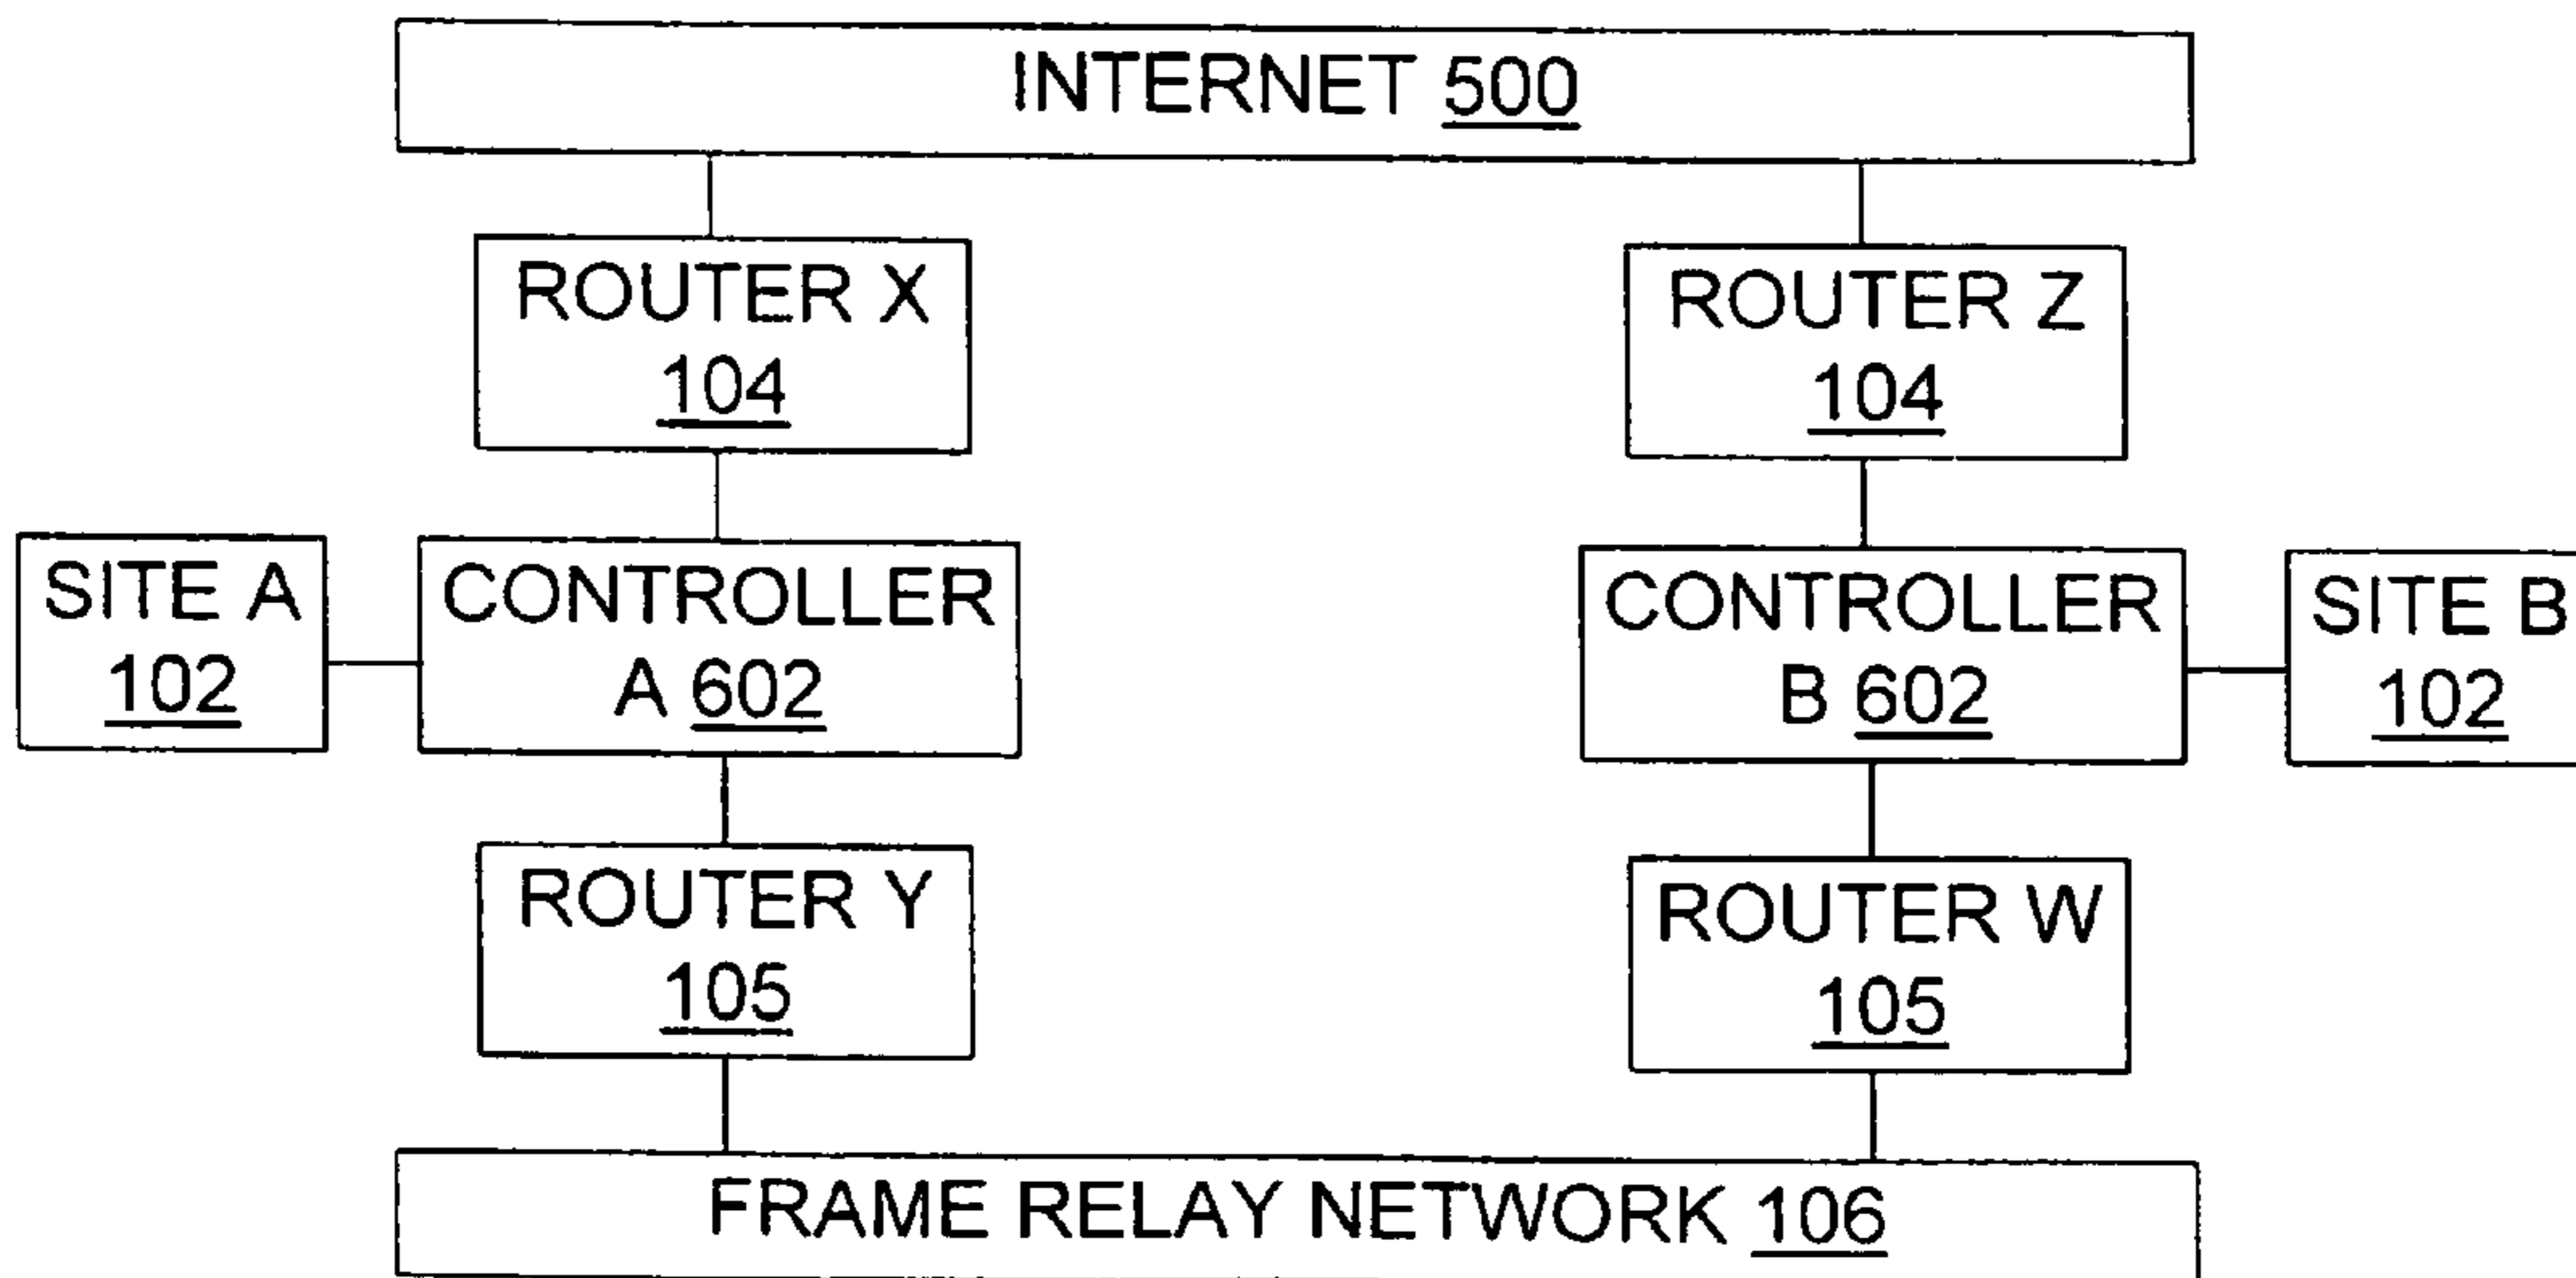 INTERNET 500
ROUTER X
104
ROUTER Z
104
SITE A
102
CONTROLLER
A 602
CONTROLLER
B 602
SITE B
102
ROUTER Y
105
ROUTER W
105
FRAME RELAY NETWORK 106